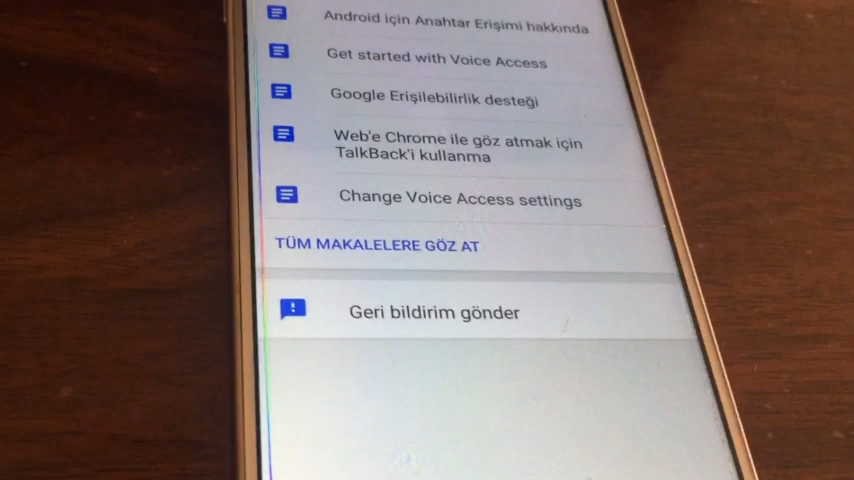 Android için Anahtar Erişimi hakkında
Get started with Voice Access
Google Erişilebilirlik desteği
Web'e Chrome ile göz atmak için
TalkBack'i kullanma
Change Voice Access settings
TÜM MAKALELERE GÖZ AT
Geri bildirim gönder